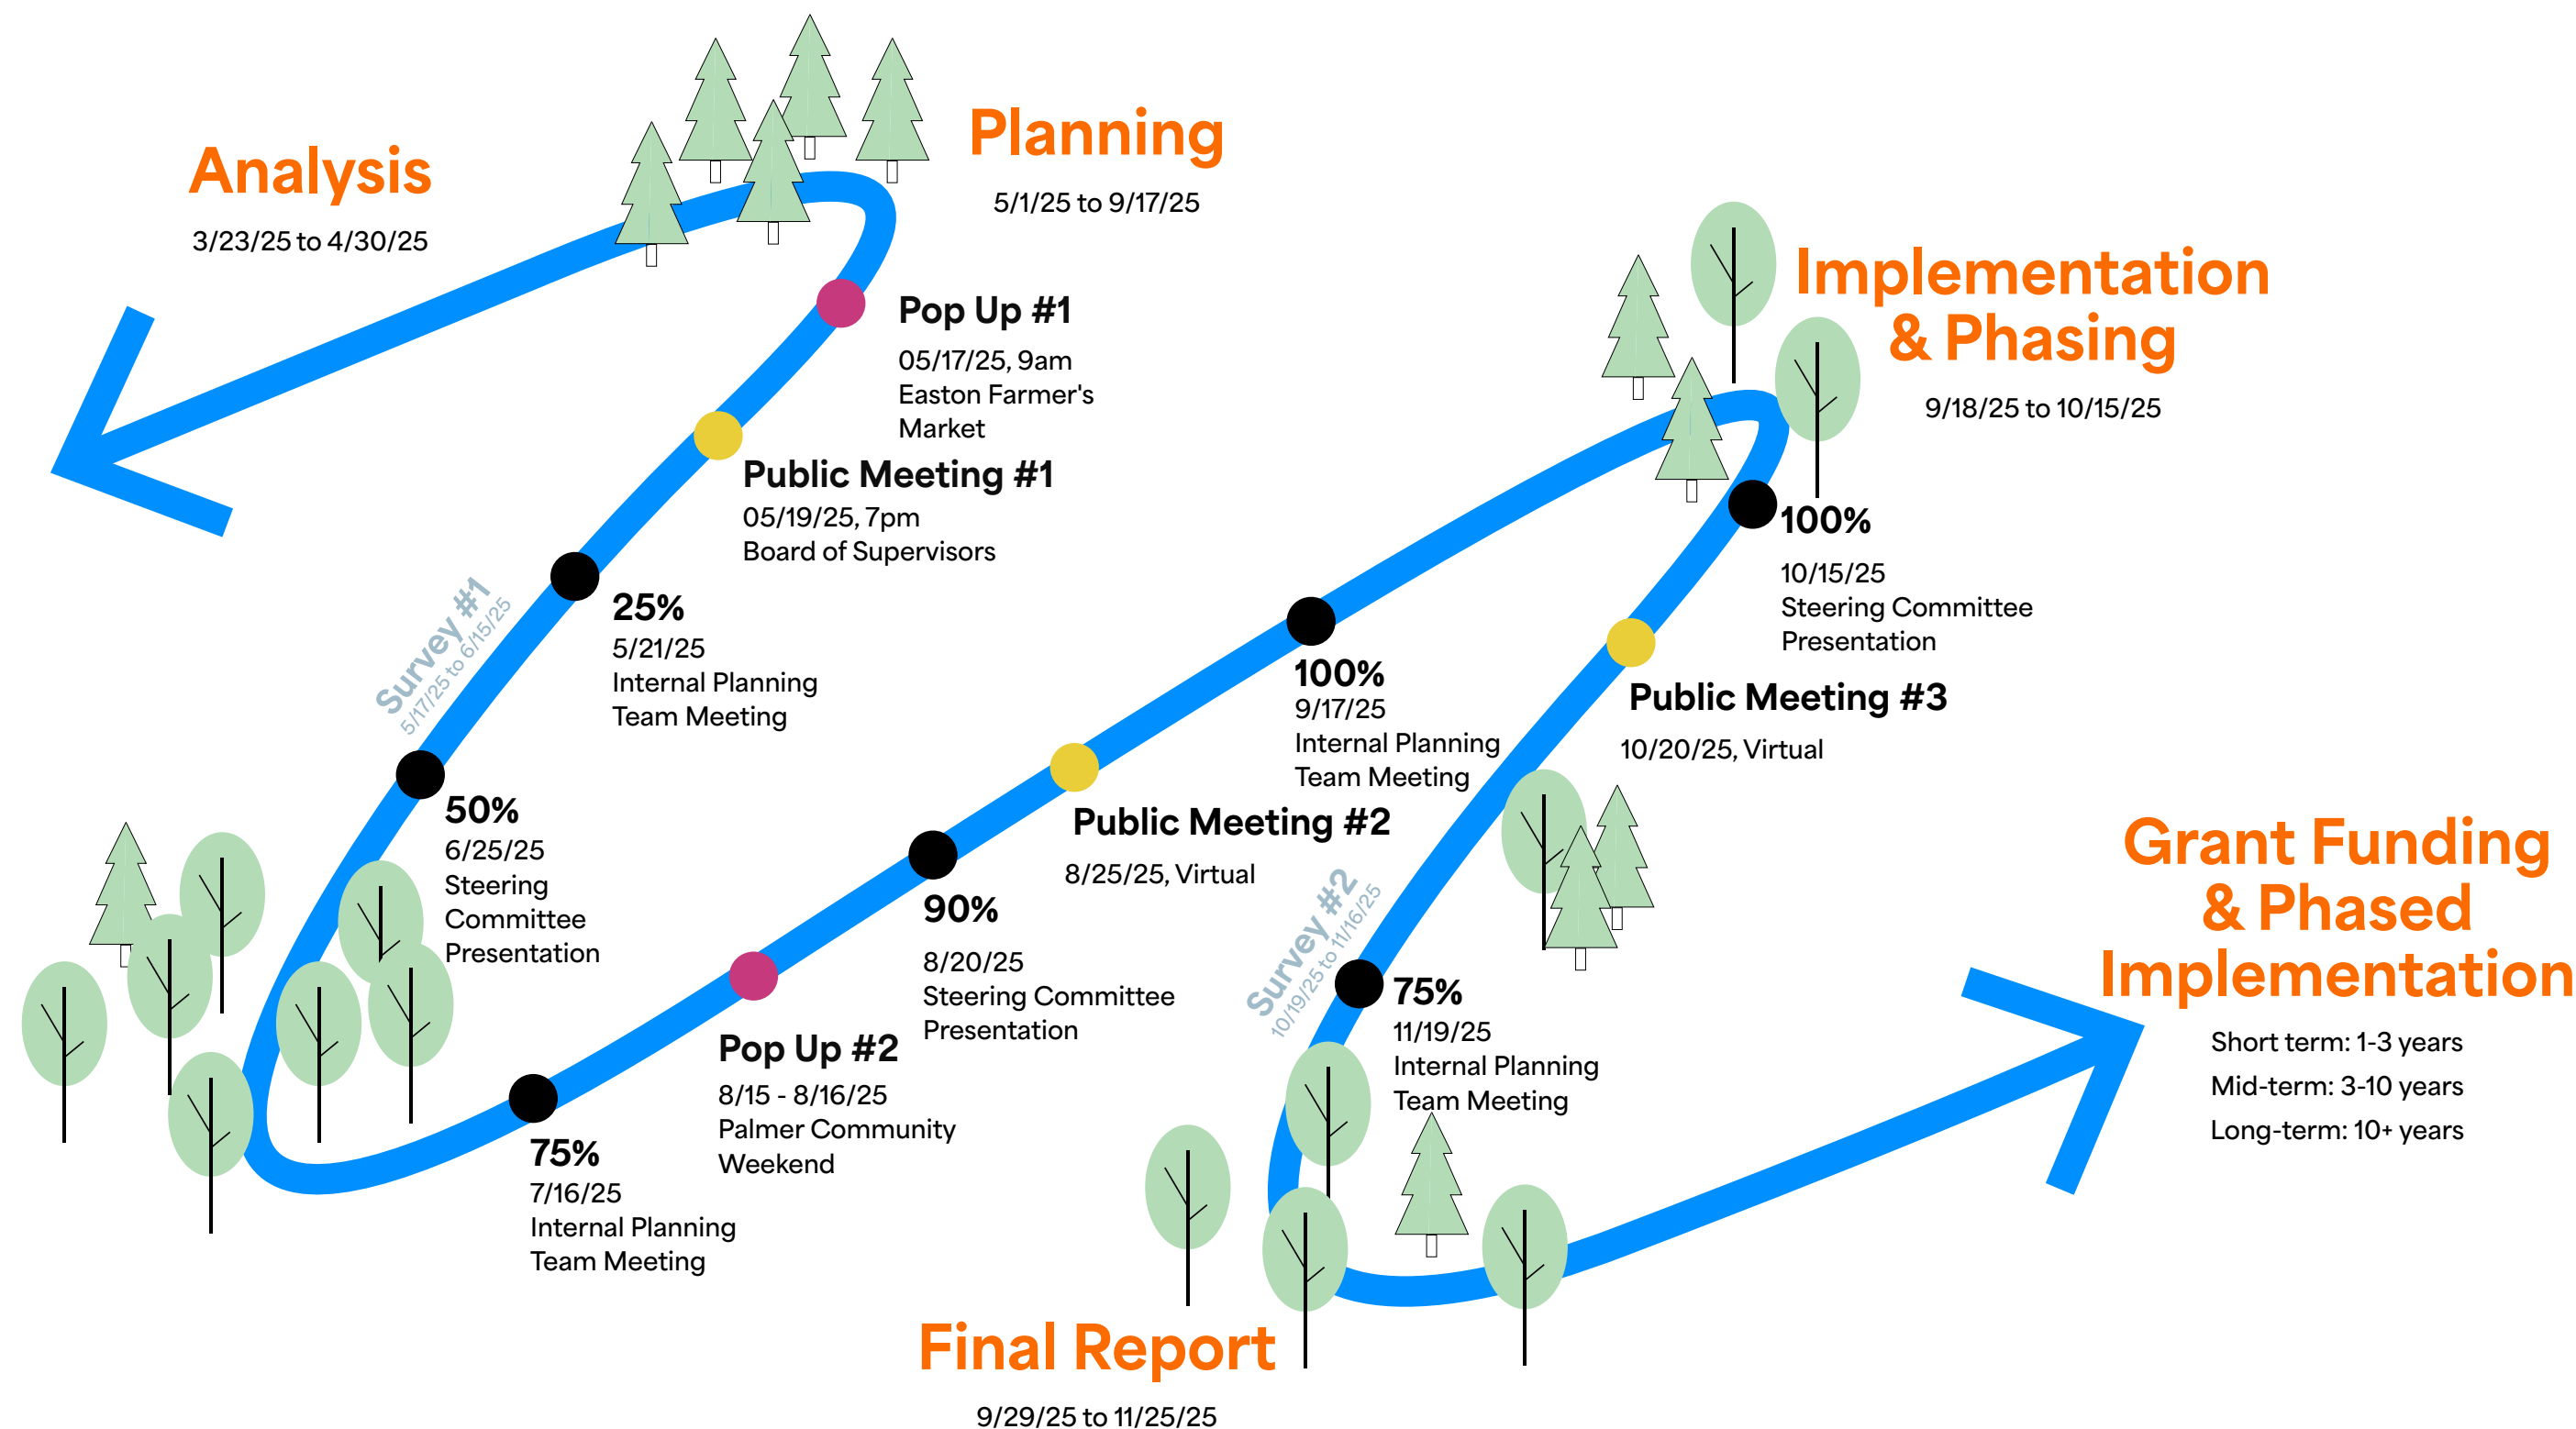 Analysis
3/23/25 to 4/30/25
Planning
5/1/25 to 9/17/25
Pop Up #1
05/17/25, 9am
Easton Farmer's
Market
Public Meeting #1
05/19/25, 7pm
Board of Supervisors
25%
5/21/25
Internal Planning
Team Meeting
Survey #1
5/17/25 to 6/15/25
50%
6/25/25
Steering
Committee
Presentation
75%
7/16/25
Internal Planning
Team Meeting
Pop Up #2
8/15 - 8/16/25
Palmer Community
Weekend
90%
8/20/25
Steering Committee
Presentation
Public Meeting #2
8/25/25, Virtual
100%
9/17/25
Internal Planning
Team Meeting
Implementation
& Phasing
9/18/25 to 10/15/25
100%
10/15/25
Steering Committee
Presentation
Public Meeting #3
10/20/25, Virtual
Survey #2
10/19/25 to 11/16/25
75%
11/19/25
Internal Planning
Team Meeting
Final Report
9/29/25 to 11/25/25
Grant Funding
& Phased
Implementation
Short term: 1-3 years
Mid-term: 3-10 years
Long-term: 10+ years